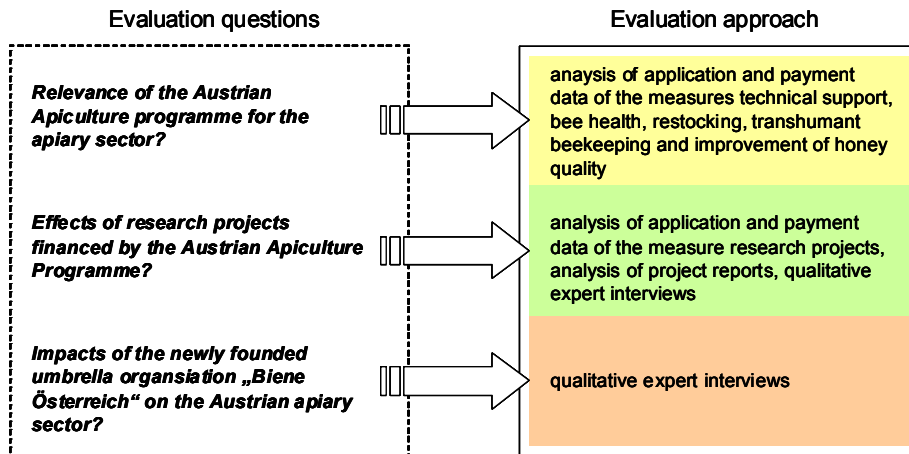 Evaluation questions
Evaluation approach
Relevance of the Austrian
Apiculture programme for the
apiary sector?
anaysis of application and payment
data of the measures technical support,
bee health, restocking, transhumant
beekeeping and improvement of honey
quality
Effects of research projects
financed by the Austrian Apiculture
Programme?
analysis of application and payment
data of the measure research projects,
analysis of project reports, qualitative
expert interviews
Impacts of the newly founded
umbrella organsiation „Biene
Österreich“ on the Austrian apiary
sector?
qualitative expert interviews